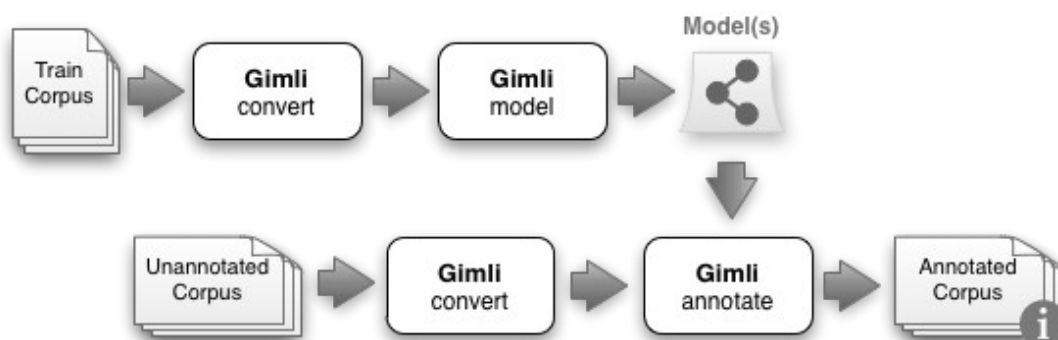 Model(s)
Train
Corpus
Gimli
convert
Gimli
model
Unannotated
Corpus
Gimli
convert
Gimli
annotate
Annotated
Corpus
i